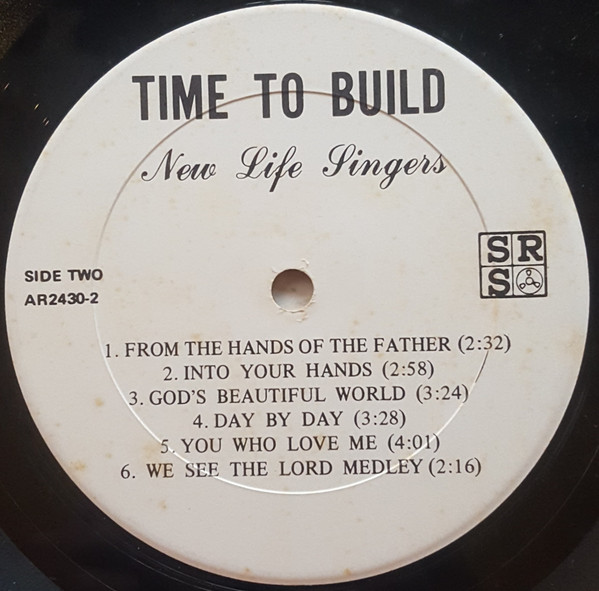 TIME TO BUILD
New Life Singers
SRS
SIDE TWO
AR2430-2
1. FROM THE HANDS OF THE FATHER (2:32)
2. INTO YOUR HANDS (2:58)
3. GOD'S BEAUTIFUL WORLD (3:24)
4. DAY BY DAY (3:28)
5. YOU WHO LOVE ME (4:01)
6. WE SEE THE LORD MEDLEY (2:16)